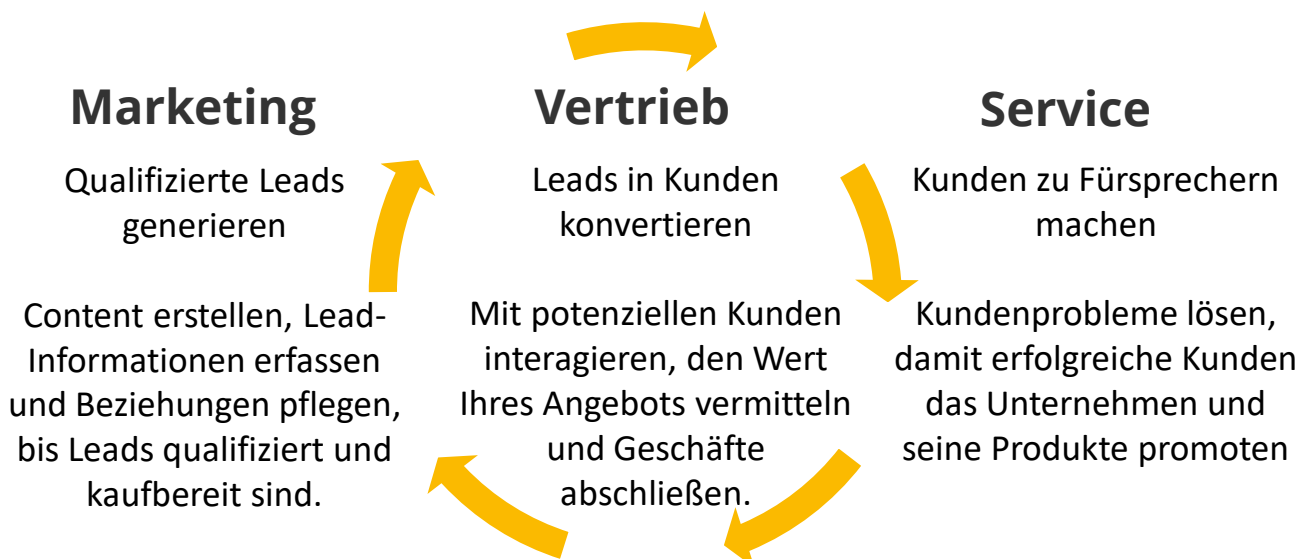 Marketing
Qualifizierte Leads
generieren
Content erstellen, Lead-
Informationen erfassen
und Beziehungen pflegen,
bis Leads qualifiziert und
kaufbereit sind.
Vertrieb
Leads in Kunden
konvertieren
Mit potenziellen Kunden
interagieren, den Wert
Ihres Angebots vermitteln
und Geschäfte
abschließen.
Service
Kunden zu Fürsprechern
machen
Kundenprobleme lösen,
damit erfolgreiche Kunden
das Unternehmen und
seine Produkte promoten